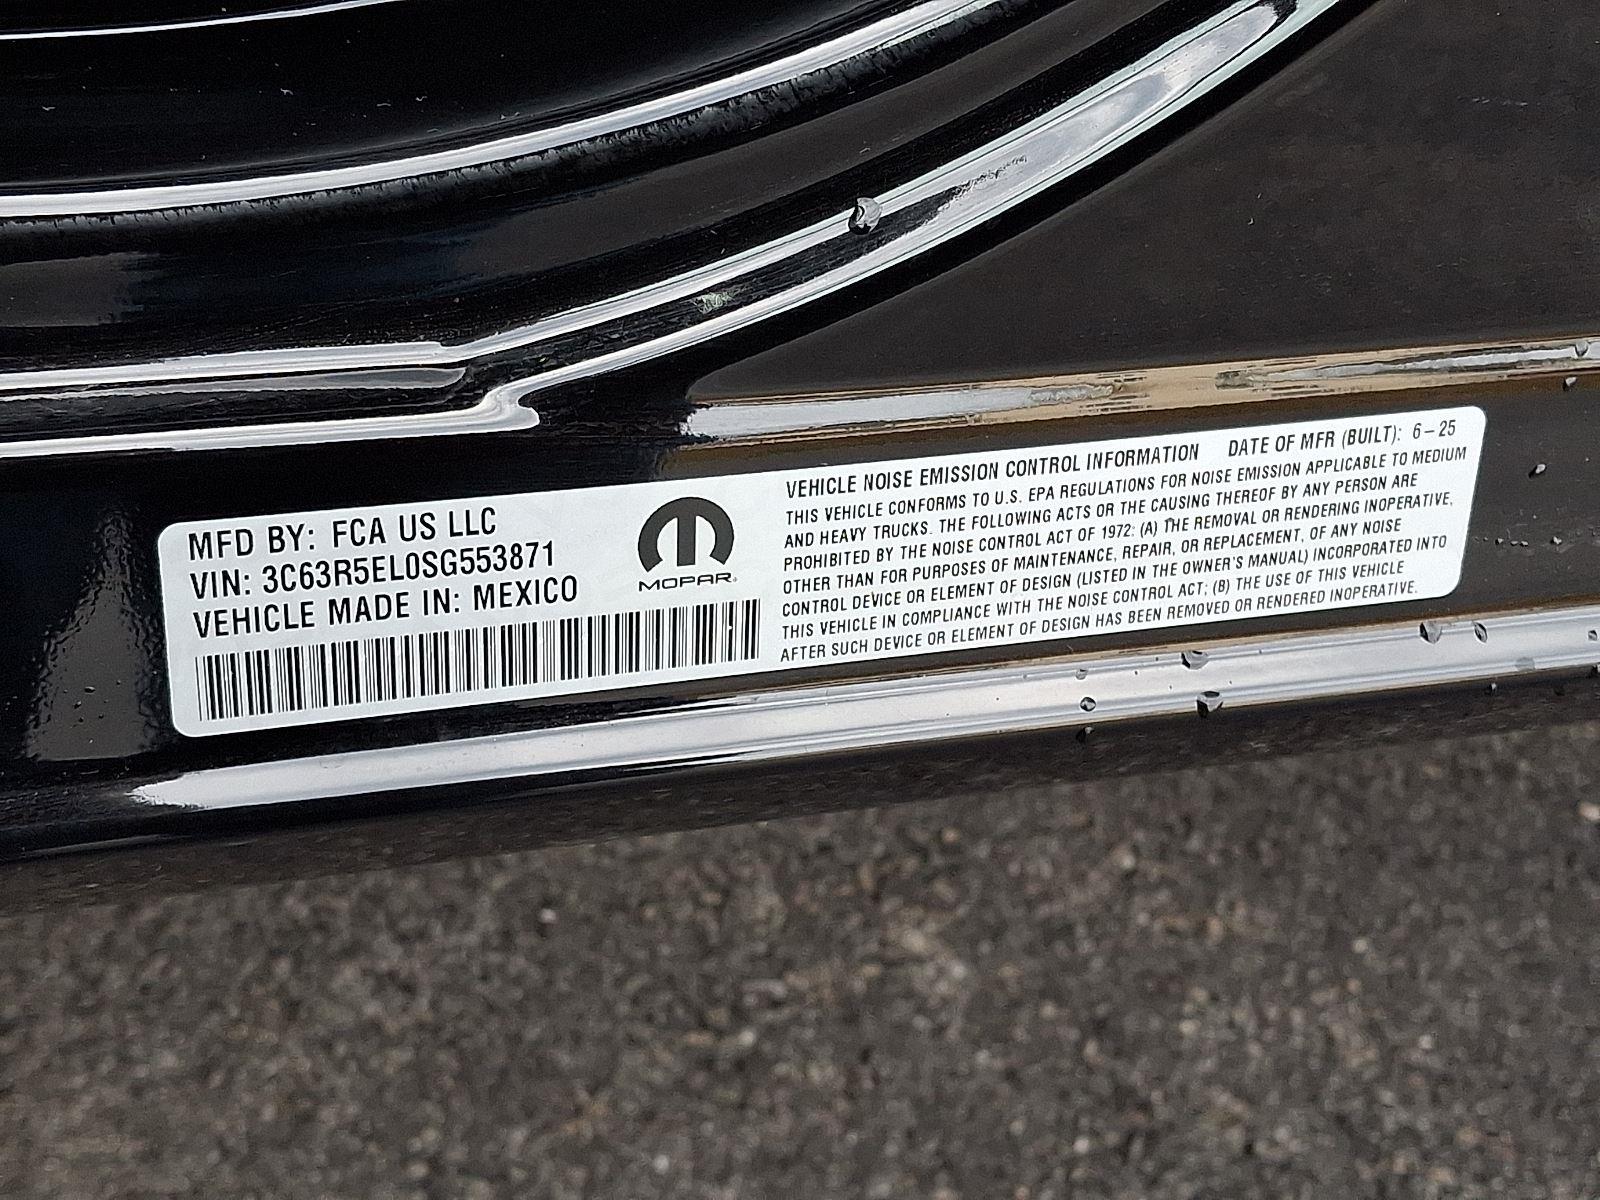 MFD BY: FCA US LLC
VIN: 3C63R5EL0SG553871
VEHICLE MADE IN: MEXICO
MOPAR
VEHICLE NOISE EMISSION CONTROL INFORMATION DATE OF MFR (BUILT): 6-25
THIS VEHICLE CONFORMS TO U.S. EPA REGULATIONS FOR NOISE EMISSION APPLICABLE TO MEDIUM
AND HEAVY TRUCKS. THE FOLLOWING ACTS OR THE CAUSING THEREOF BY ANY PERSON ARE
PROHIBITED BY THE NOISE CONTROL ACT OF 1972: (A) THE REMOVAL OR RENDERING INOPERATIVE,
OTHER THAN FOR PURPOSES OF MAINTENANCE, REPAIR, OR REPLACEMENT, OF ANY NOISE
CONTROL DEVICE OR ELEMENT OF DESIGN (LISTED IN THE OWNER'S MANUAL) INCORPORATED INTO
THIS VEHICLE IN COMPLIANCE WITH THE NOISE CONTROL ACT; (B) THE USE OF THIS VEHICLE
AFTER SUCH DEVICE OR ELEMENT OF DESIGN HAS BEEN REMOVED OR RENDERED INOPERATIVE.